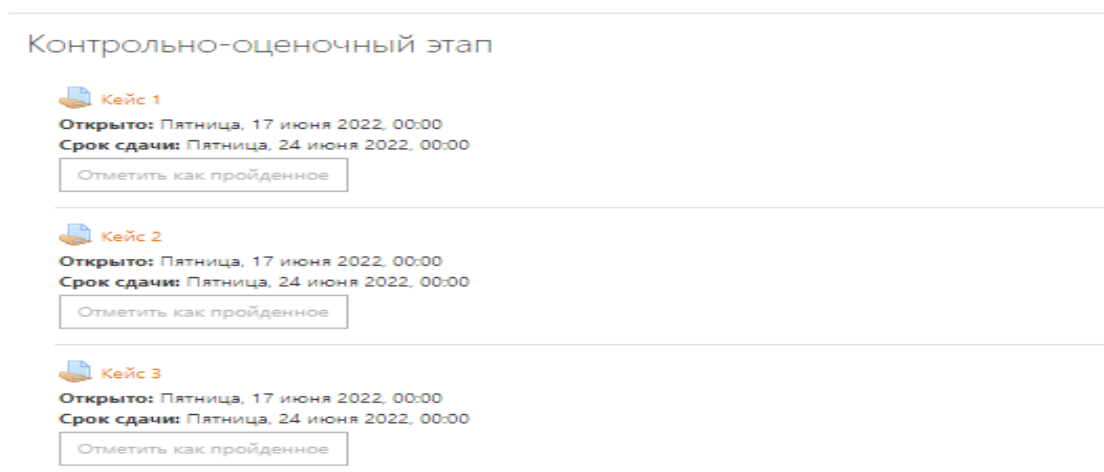 Контрольно-оценочный этап
Кейс 1
Открыто: Пятница, 17 июня 2022, 00:00
Срок сдачи: Пятница, 24 июня 2022, 00:00
Отметить как пройденное
Кейс 2
Открыто: Пятница, 17 июня 2022, 00:00
Срок сдачи: Пятница, 24 июня 2022, 00:00
Отметить как пройденное
Кейс 3
Открыто: Пятница, 17 июня 2022, 00:00
Срок сдачи: Пятница, 24 июня 2022, 00:00
Отметить как пройденное